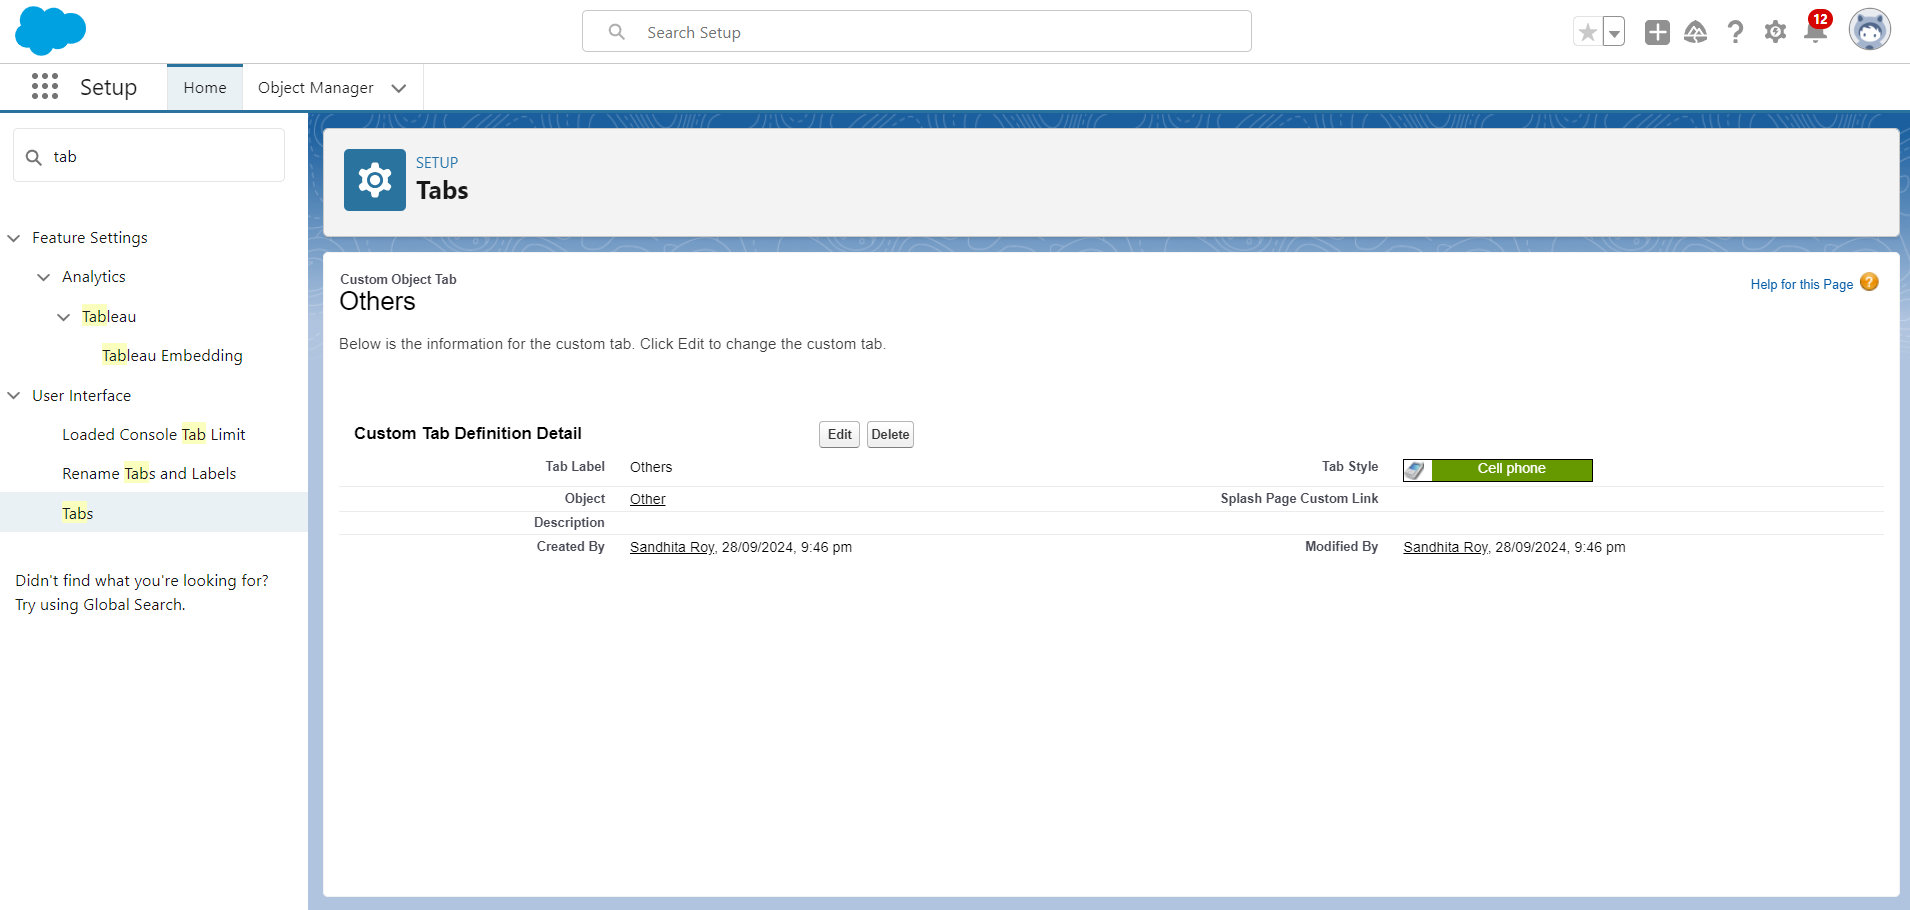 Search Setup
12
Setup
Home
Object Manager
tab
Feature Settings
Analytics
Tableau
Tableau Embedding
User Interface
Loaded Console Tab Limit
Rename Tabs and Labels
Tabs
Didn't find what you're looking for?
Try using Global Search.
SETUP
Tabs
Custom Object Tab
Others
Help for this Page
Below is the information for the custom tab. Click Edit to change the custom tab.
Custom Tab Definition Detail Edit Delete
Tab Label Others Tab Style Cell phone
Object Other Splash Page Custom Link
Description
Created By Sandhita Roy, 28/09/2024, 9:46 pm Modified By Sandhita Roy, 28/09/2024, 9:46 pm